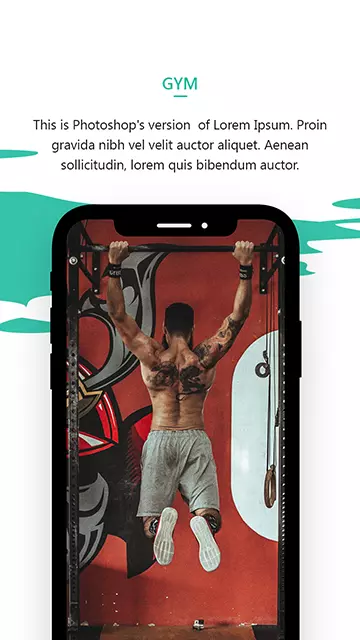 GYM
This is Photoshop's version  of Lorem Ipsum. Proin
gravida nibh vel velit auctor aliquet. Aenean
sollicitudin, lorem quis bibendum auctor.